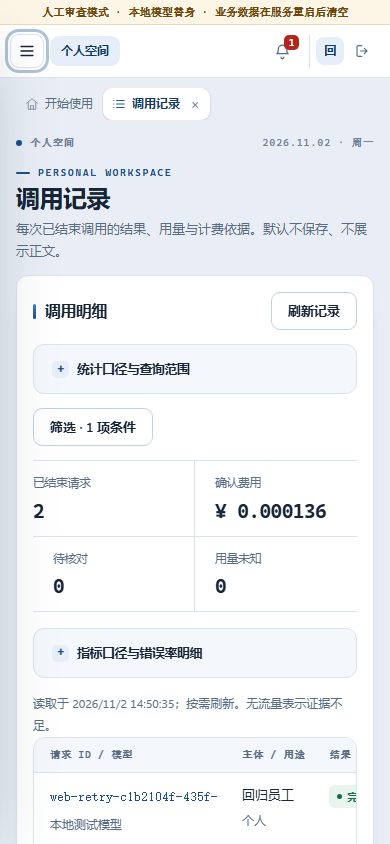 人工审查模式 · 本地模型替身 · 业务数据在服务重启后清空
个人空间
1
回
开始使用
调用记录 ×
个人空间
2026.11.02 · 周一
PERSONAL WORKSPACE
调用记录
每次已结束调用的结果、用量与计费依据。默认不保存、不展
示正文。
调用明细
刷新记录
+ 统计口径与查询范围
筛选 · 1 项条件
已结束请求
2
确认费用
¥ 0.000136
待核对
0
用量未知
0
+ 指标口径与错误率明细
读取于 2026/11/2 14:50:35；按需刷新。无流量表示证据不
足。
请求 ID / 模型 主体 / 用途 结果
web-retry-c1b2104f-435f- 回归员工
本地测试模型 个人